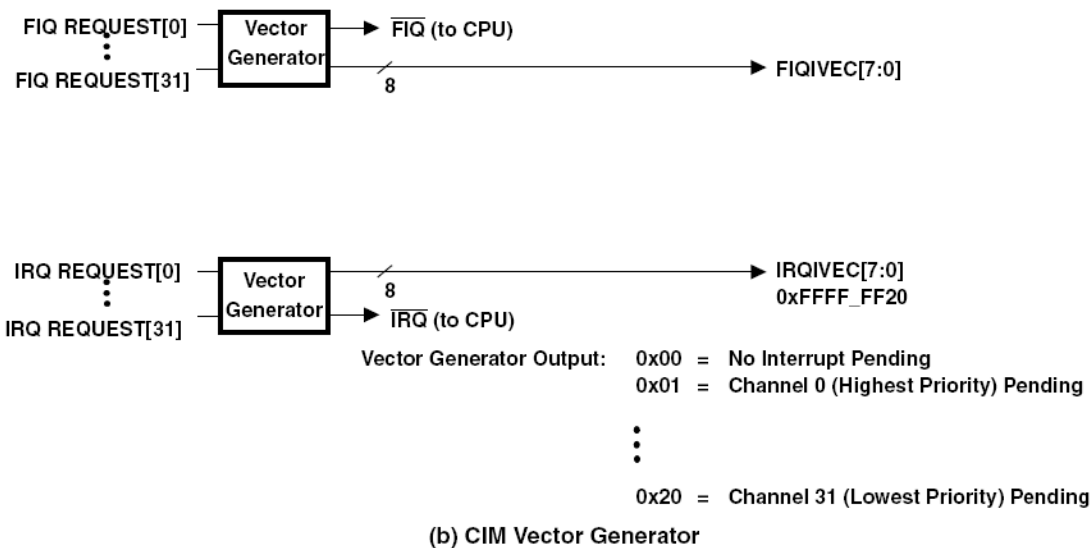 FIQ REQUEST[0]
FIQ REQUEST[31]
Vector
Generator
FIQ (to CPU)
8
FIQIVEC[7:0]
IRQ REQUEST[0]
IRQ REQUEST[31]
Vector
Generator
8
IRQIVEC[7:0]
0xFFFF_FF20
IRQ (to CPU)
Vector Generator Output: 0x00 = No Interrupt Pending
0x01 = Channel 0 (Highest Priority) Pending
0x20 = Channel 31 (Lowest Priority) Pending
(b) CIM Vector Generator